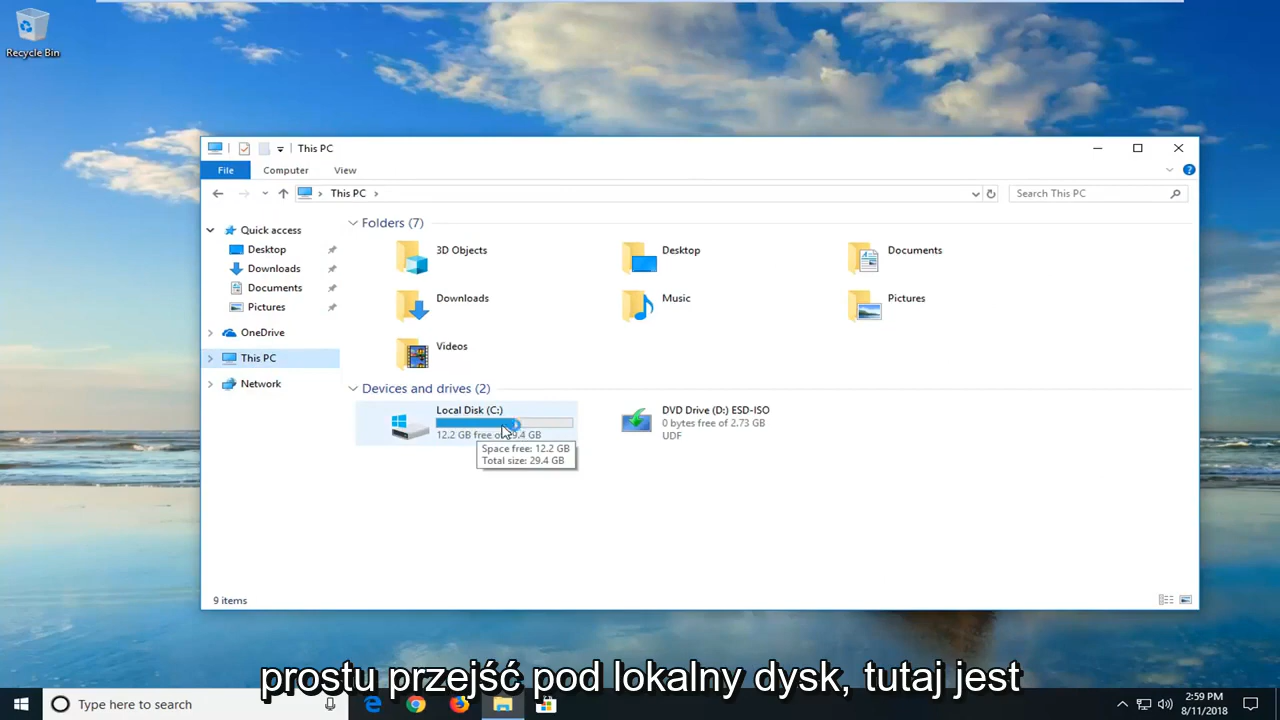 Recycle Bin
This PC
File
Computer
View
This PC
Search This PC
Quick access
Desktop
Downloads
Documents
Pictures
OneDrive
This PC
Network
Folders (7)
3D Objects
Desktop
Documents
Downloads
Music
Pictures
Videos
Devices and drives (2)
Local Disk (C:)
12.2 GB free of 29.4 GB
Space free: 12.2 GB
Total size: 29.4 GB
DVD Drive (D:) ESD-ISO
0 bytes free of 2.73 GB
UDF
9 items
prostu przejść pod lokalny dysk, tutaj jest
Type here to search
2:59 PM
8/11/2018